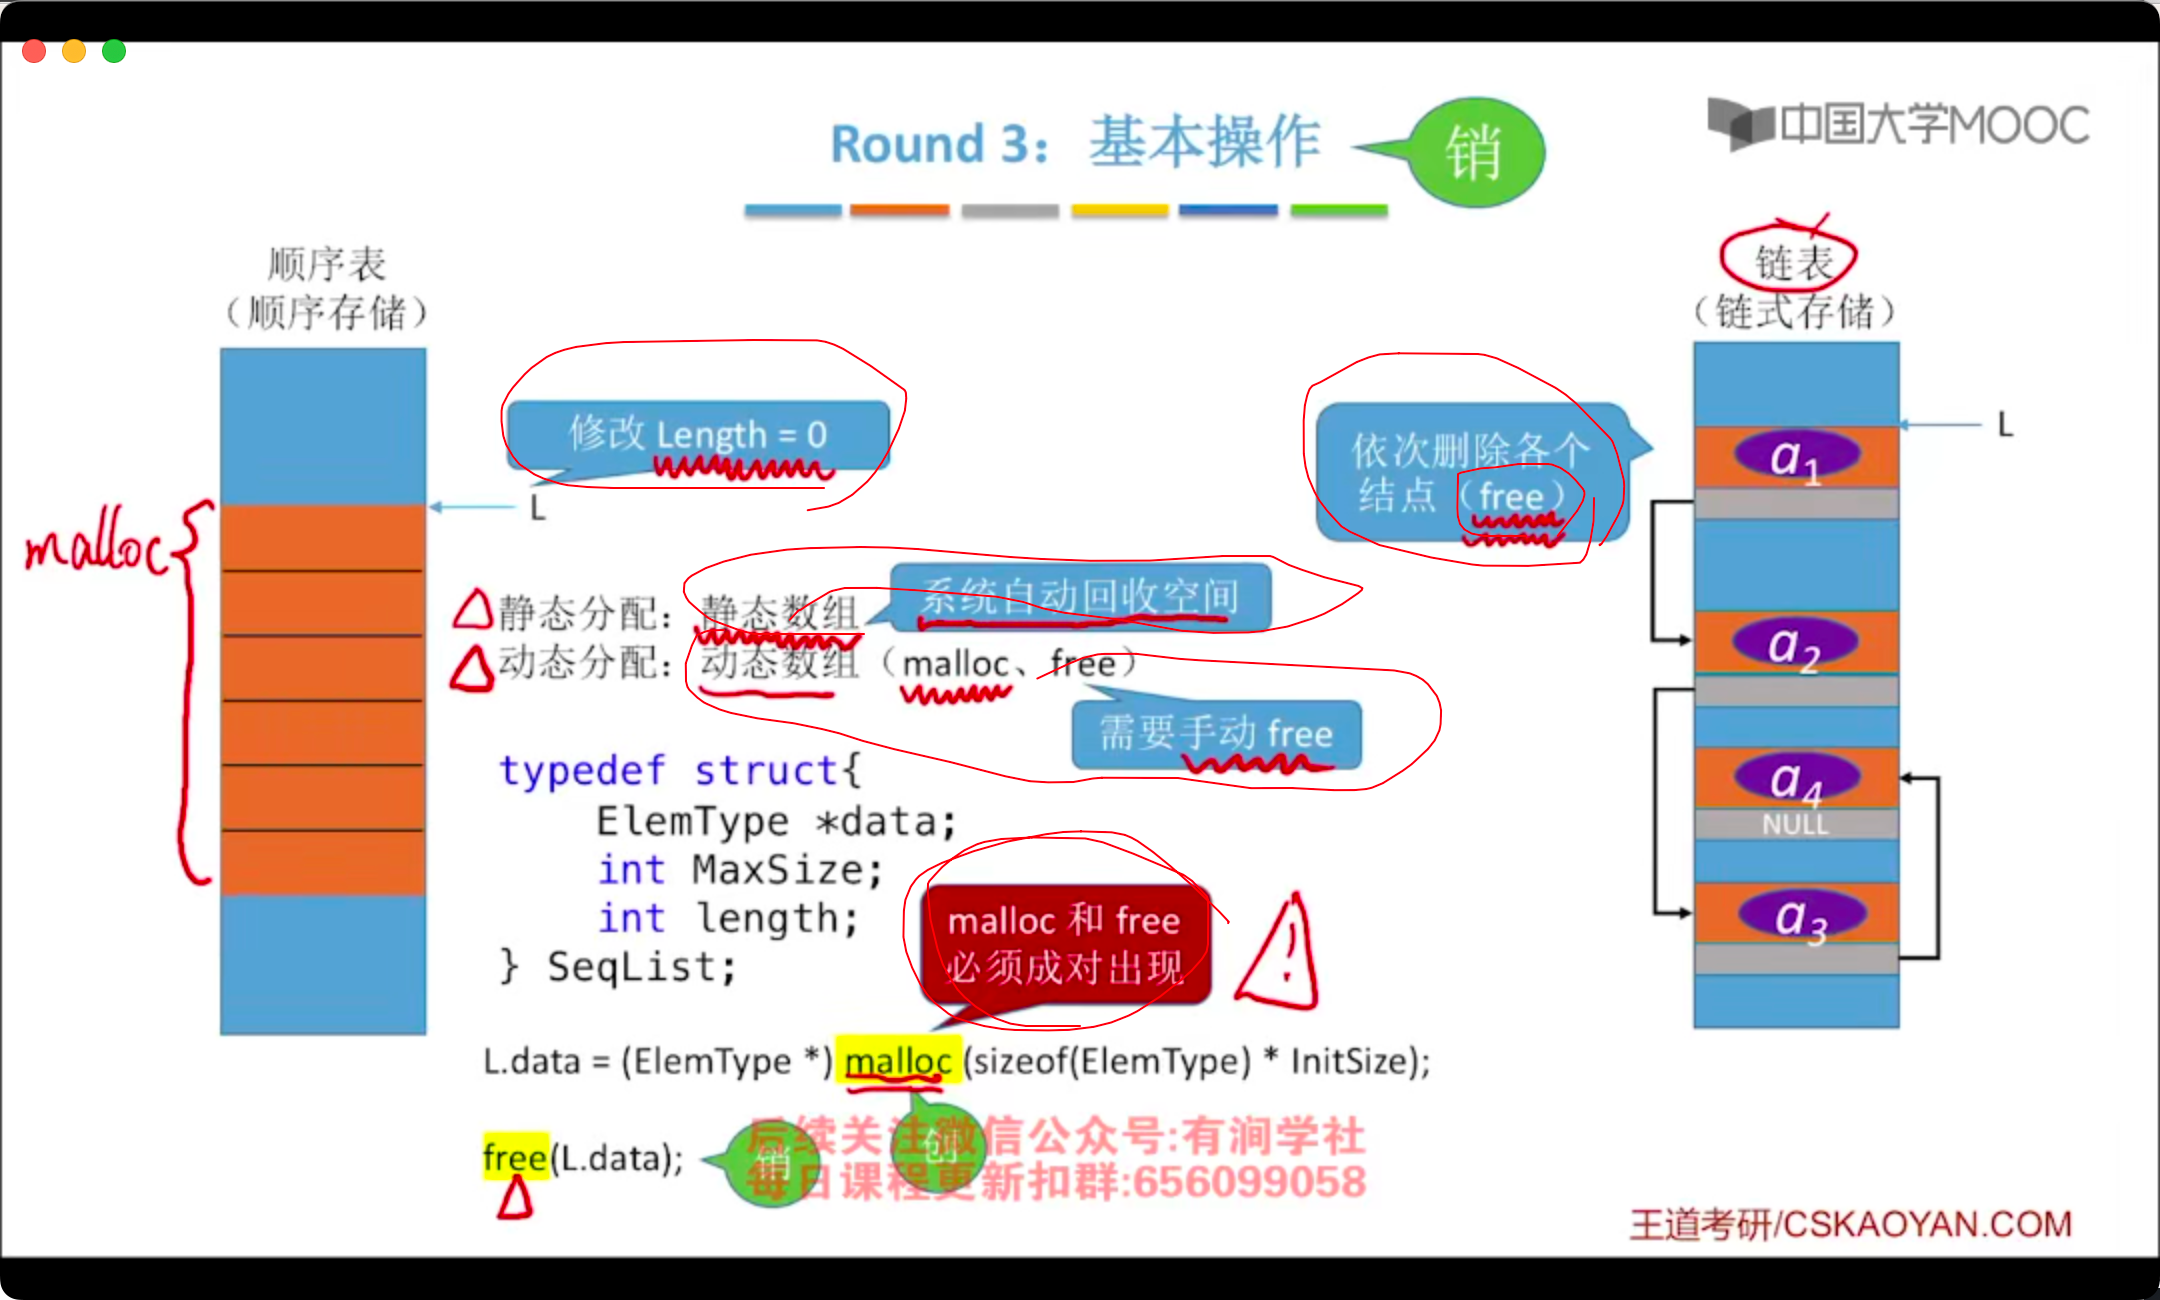 Round 3：基本操作
销
中国大学MOOC
顺序表
（顺序存储）
链表
（链式存储）
修改 Length = 0
L
malloc
依次删除各个
结点（free）
L
a1
a2
a4
NULL
a3
静态分配：静态数组
系统自动回收空间
动态分配：动态数组（malloc、free）
需要手动 free
typedef struct{
ElemType *data;
int MaxSize;
int length;
} SeqList;
malloc 和 free
必须成对出现
!
L.data = (ElemType *) malloc (sizeof(ElemType) * InitSize);
创
free(L.data);
销
后续关注微信公众号:有涧学社
每日课程更新扣群:656099058
王道考研/CSKAOYAN.COM